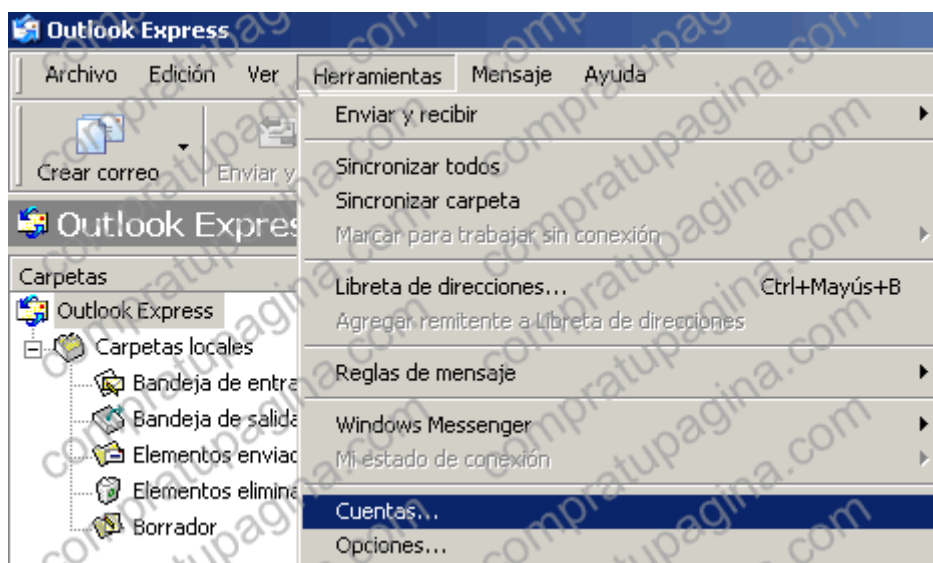 Outlook Express
Archivo Edición Ver Herramientas Mensaje Ayuda
Crear correo Enviar y
Outlook Expres
Carpetas
Outlook Express
Carpetas locales
Bandeja de entra
Bandeja de salida
Elementos enviad
Elementos elimina
Borrador
Enviar y recibir
Sincronizar todos
Sincronizar carpeta
Marcar para trabajar sin conexión
Libreta de direcciones... Ctrl+Mayús+B
Agregar remitente a Libreta de direcciones
Reglas de mensaje
Windows Messenger
Mi estado de conexión
Cuentas...
Opciones...
compratupagina.com